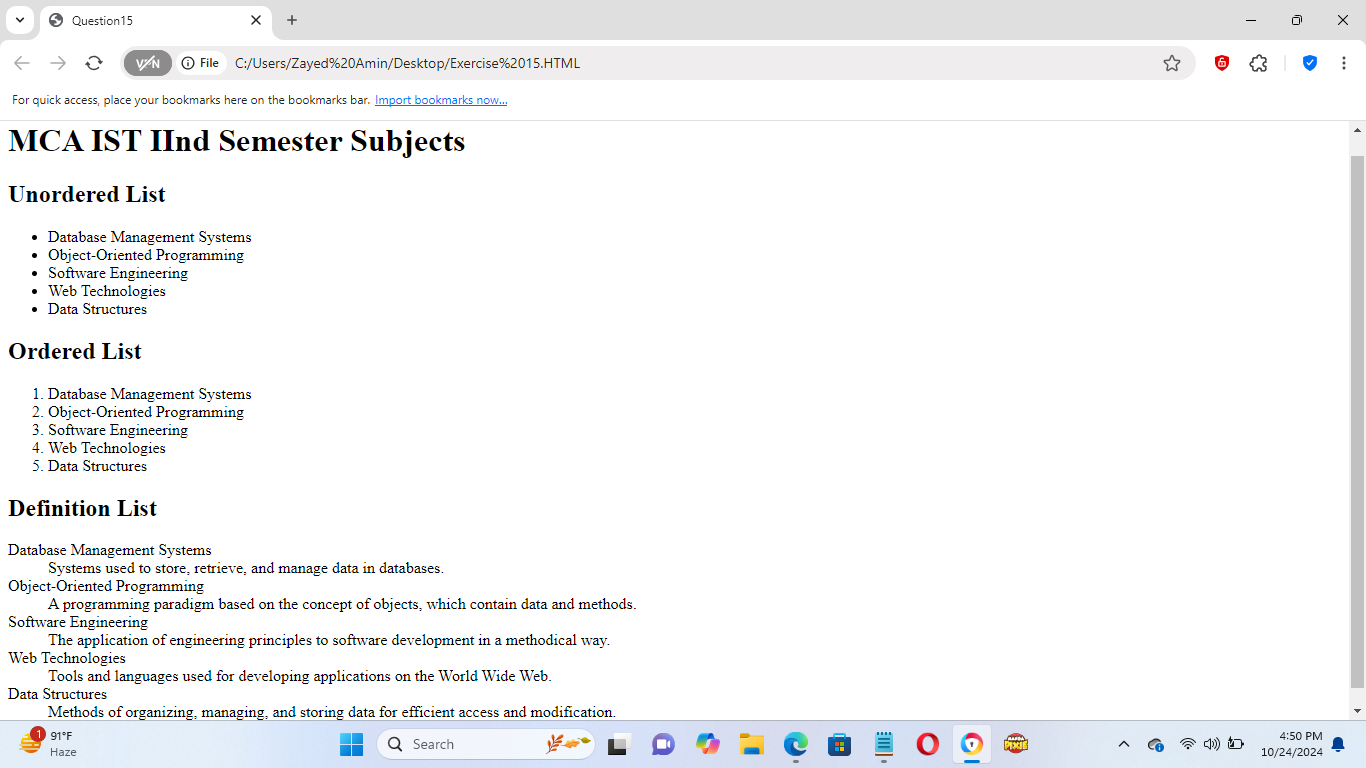 Question15
VPN
File
C:/Users/Zayed%20Amin/Desktop/Exercise%2015.HTML
For quick access, place your bookmarks here on the bookmarks bar. Import bookmarks now...
MCA IST IInd Semester Subjects
Unordered List
• Database Management Systems
• Object-Oriented Programming
• Software Engineering
• Web Technologies
• Data Structures
Ordered List
1. Database Management Systems
2. Object-Oriented Programming
3. Software Engineering
4. Web Technologies
5. Data Structures
Definition List
Database Management Systems
Systems used to store, retrieve, and manage data in databases.
Object-Oriented Programming
A programming paradigm based on the concept of objects, which contain data and methods.
Software Engineering
The application of engineering principles to software development in a methodical way.
Web Technologies
Tools and languages used for developing applications on the World Wide Web.
Data Structures
Methods of organizing, managing, and storing data for efficient access and modification.
1
91°F
Haze
Search
PIXIE
4:50 PM
10/24/2024